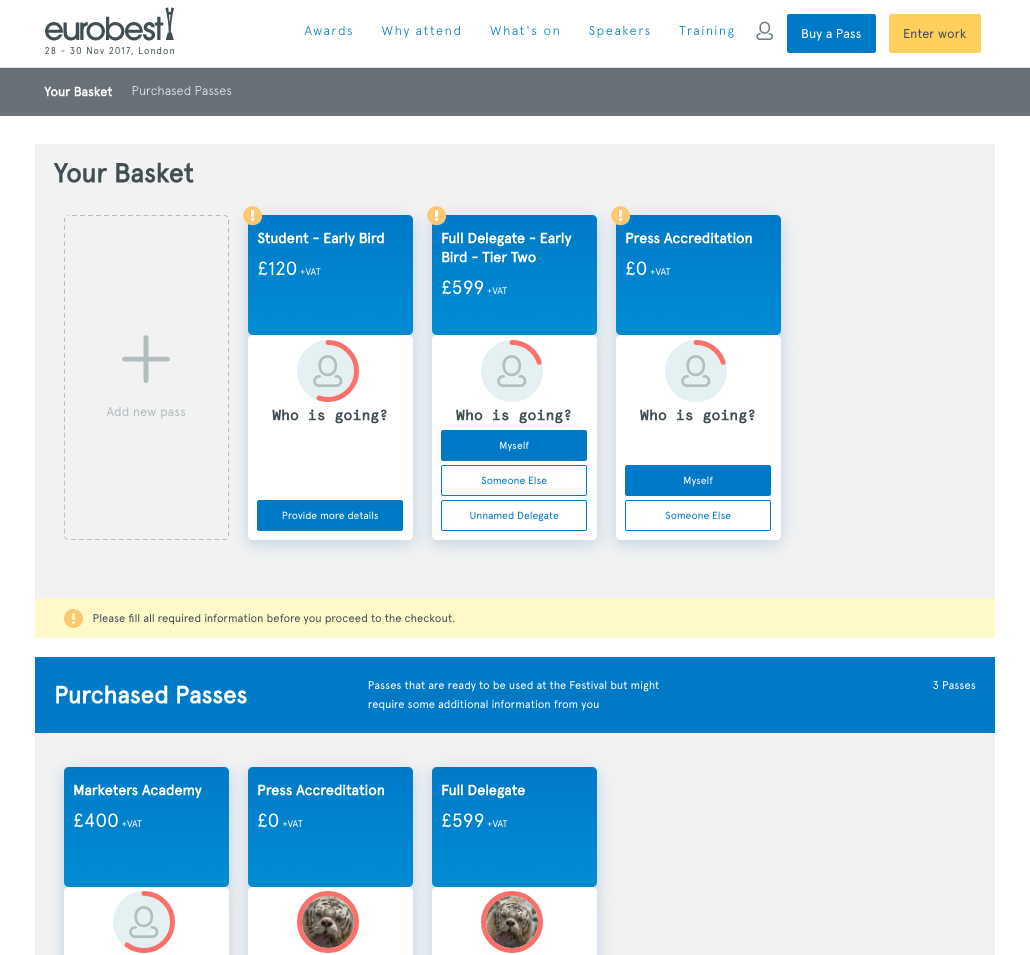 eurobest
28 - 30 Nov 2017, London
Awards
Why attend
What's on
Speakers
Training
Buy a Pass
Enter work
Your Basket
Purchased Passes
Your Basket
Add new pass
!
Student - Early Bird
£120 +VAT
Who is going?
Provide more details
!
Full Delegate - Early
Bird - Tier Two
£599 +VAT
Who is going?
Myself
Someone Else
Unnamed Delegate
!
Press Accreditation
£0 +VAT
Who is going?
Myself
Someone Else
! Please fill all required information before you proceed to the checkout.
Purchased Passes
Passes that are ready to be used at the Festival but might
require some additional information from you
3 Passes
Marketers Academy
£400 +VAT
Press Accreditation
£0 +VAT
Full Delegate
£599 +VAT